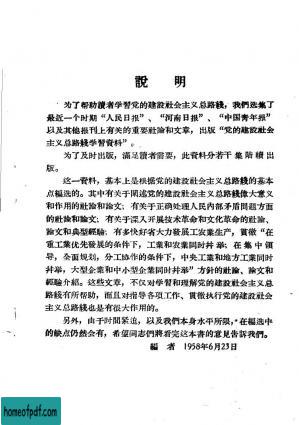 說明
为了帮助讀者学習党的建設社会主义总路綫，我們选集了
最近一个时期“人民日报”、“河南日报”、“中国青年报”
以及其他报刊上有关的重要社論和文章，出版“党的建設社会
主义总路綫学習資料”。
为了及时出版，滿足讀者需要，此資料分若干集陆續出
版。
这一資料，基本上是根据党的建設社会主义总路綫的基本
点編选的。其中有关于闡述党的建設社会主义总路綫偉大意义
和作用的社論和論文；有关于正确处理人民内部矛盾問題方面
的社論和論文；有关于深入开展技术革命和文化革命的社論、
論文和典型經驗；有多快好省大力發展工农業生产，貫徹“在
重工業优先發展的条件下，工業和农業同时并举；在集中領
导，全面规划，分工协作的条件下，中央工業和地方工業同时
并举，大型企業和中小型企業同时并举”方針的社論、論文和
經驗介紹。这些文章，不仅对学習和理解党的建設社会主义总
路綫有所帮助，而且对指导各項工作、貫徹执行党的建設社会
主义总路綫也是有很大作用的。
另外，由于時間緊迫，以及我們本身水平所限，在編选中
的缺点仍然会有，希望同志們將看完这本書的意見告訴我們。
編者 1958年6月23日
homeofpdf.com
homeofpdf.com